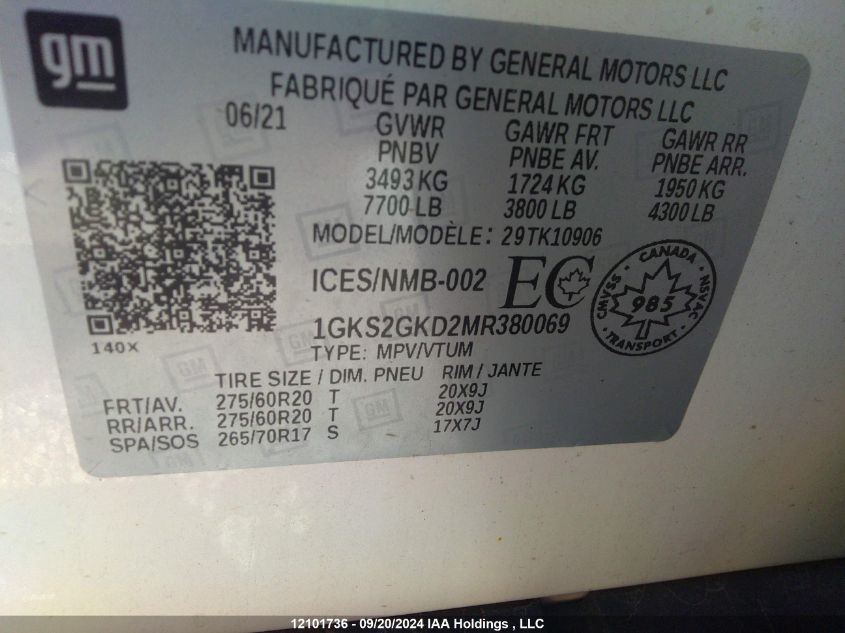 gm
MANUFACTURED BY GENERAL MOTORS LLC
FABRIQUÉ PAR GENERAL MOTORS LLC
06/21
GVWR GAWR FRT GAWR RR
PNBV PNBE AV. PNBE ARR.
3493 KG 1724 KG 1950 KG
7700 LB 3800 LB 4300 LB
MODEL/MODÈLE: 29TK10906
ICES/NMB-002 EC
CANADA
CMVSS 985 NSVAC
TRANSPORT
1GKS2GKD2MR380069
140X
TYPE: MPV/VTUM
TIRE SIZE / DIM. PNEU RIM / JANTE
FRT/AV. 275/60R20 T 20X9J
RR/ARR. 275/60R20 T 20X9J
SPA/SOS 265/70R17 S 17X7J
GM
12101736 - 09/20/2024 IAA Holdings , LLC